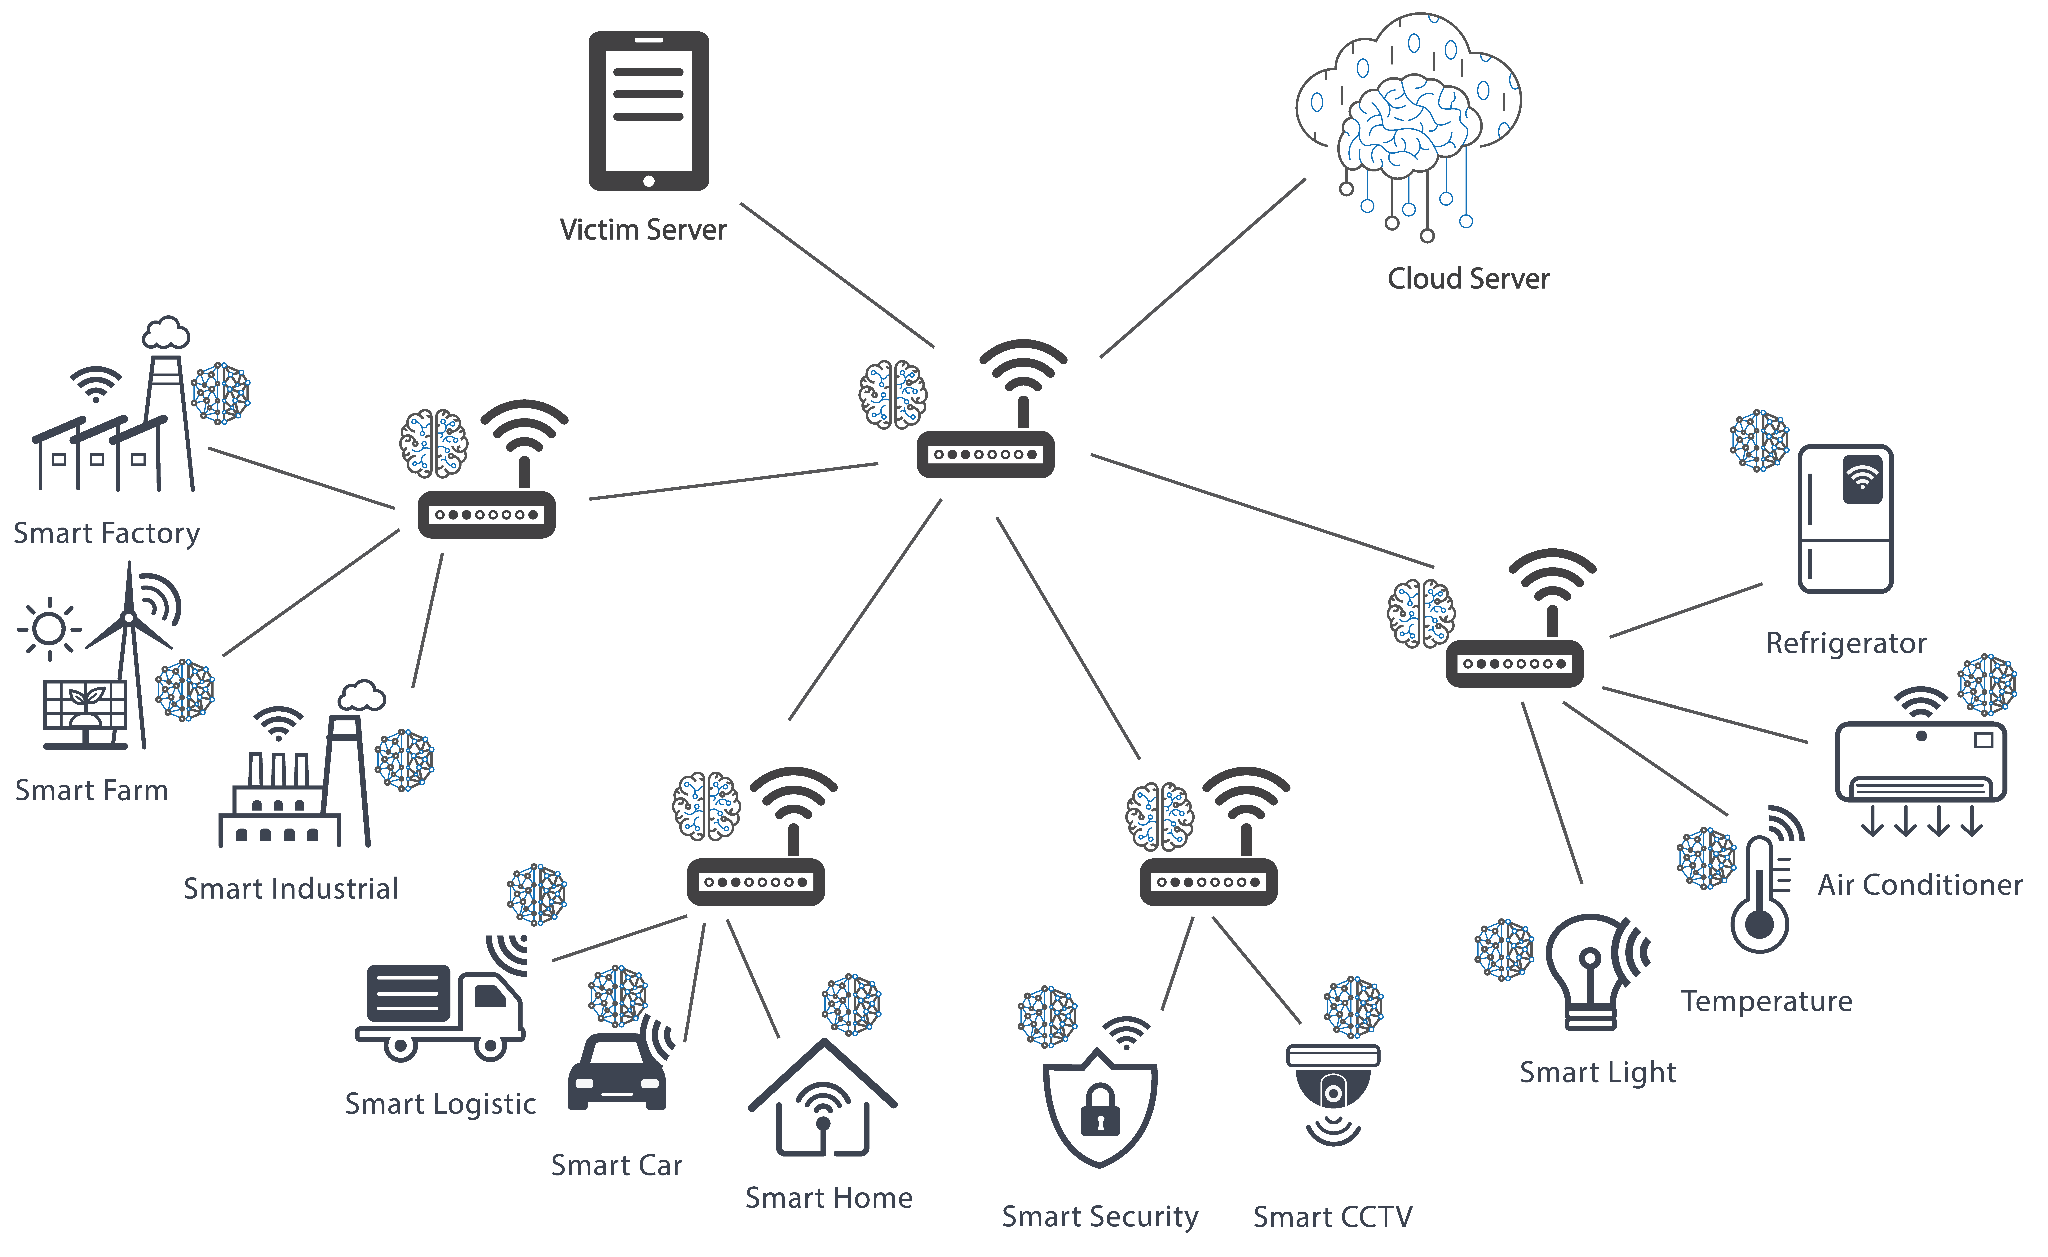 Victim Server
Cloud Server
Smart Factory
Refrigerator
Smart Farm
Air Conditioner
Smart Industrial
Temperature
Smart Light
Smart Logistic
Smart Car
Smart Home
Smart Security
Smart CCTV